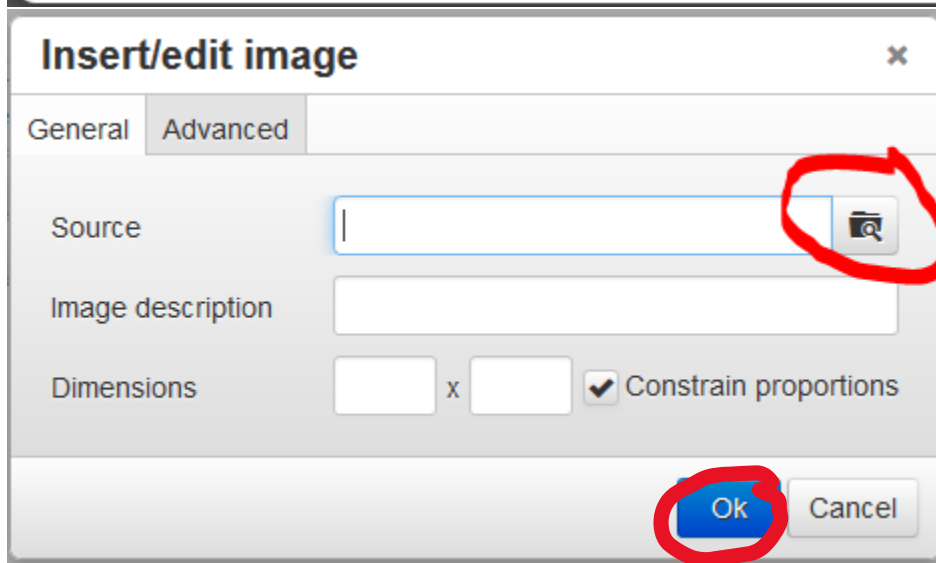 Insert/edit image ×
General Advanced
Source
Image description
Dimensions x Constrain proportions
Ok Cancel